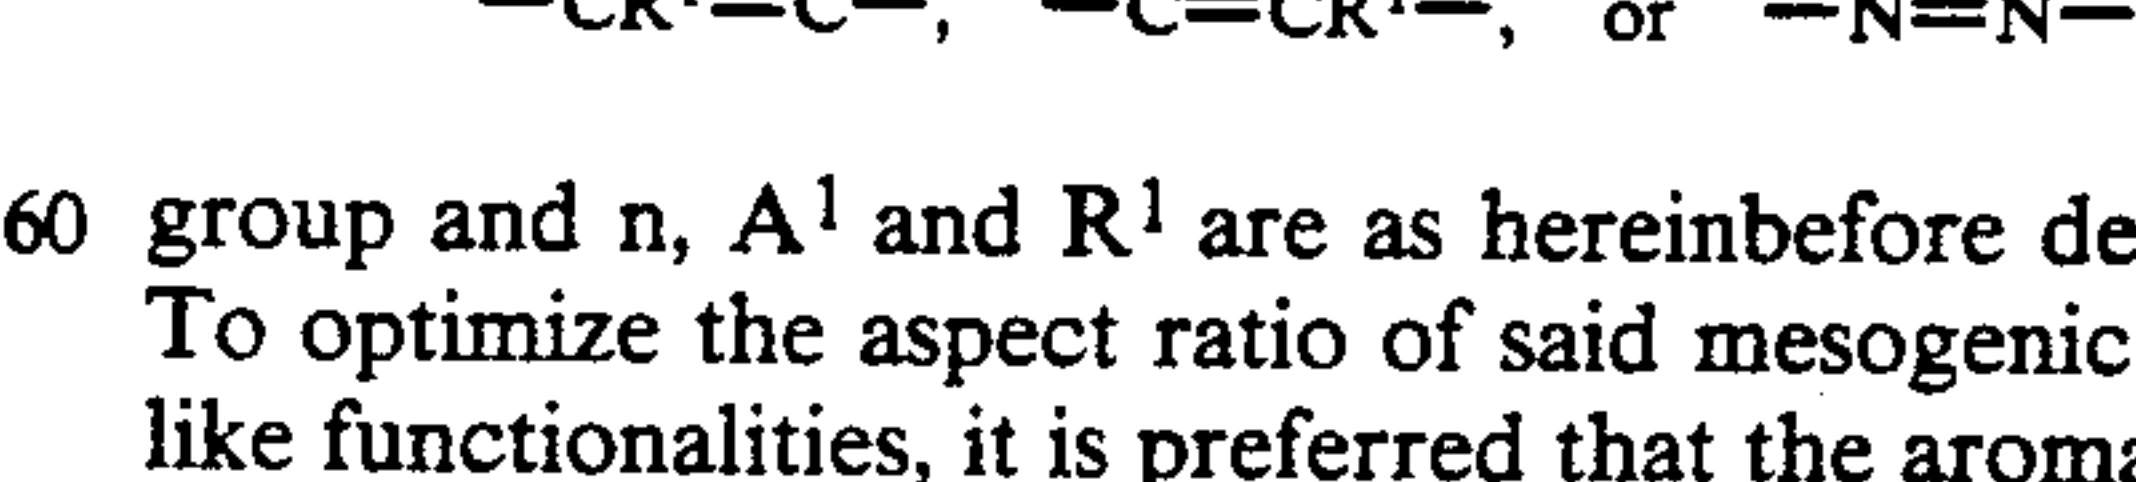 —CR¹=C—, —C=CR¹—, or —N=N—
60 group and n, A¹ and R¹ are as hereinbefore de
To optimize the aspect ratio of said mesogenic
like functionalities, it is preferred that the aroma